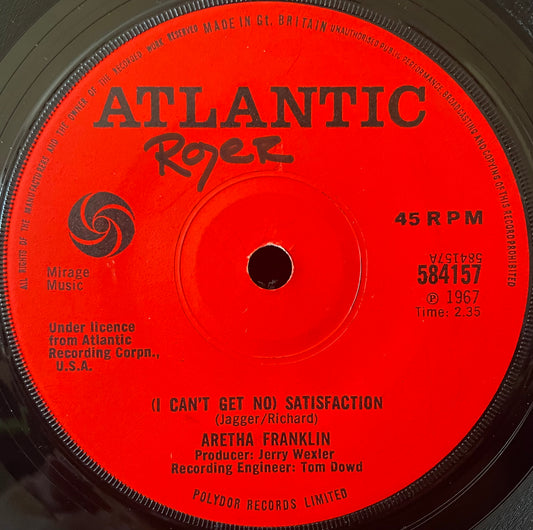 ALL RIGHTS OF THE MANUFACTURERS AND THE OWNER OF THE RECORDED WORK RESERVED MADE IN Gt. BRITAIN UNAUTHORISED PUBLIC PERFORMANCE, BROADCASTING AND COPYING OF THIS RECORD PROHIBITED
ATLANTIC
Roger
45 RPM
584157A
584157
℗ 1967
Time: 2.35
Mirage
Music
Under licence
from Atlantic
Recording Corpn.,
U.S.A.
(I CAN'T GET NO) SATISFACTION
(Jagger/Richard)
ARETHA FRANKLIN
Producer: Jerry Wexler
Recording Engineer: Tom Dowd
POLYDOR RECORDS LIMITED